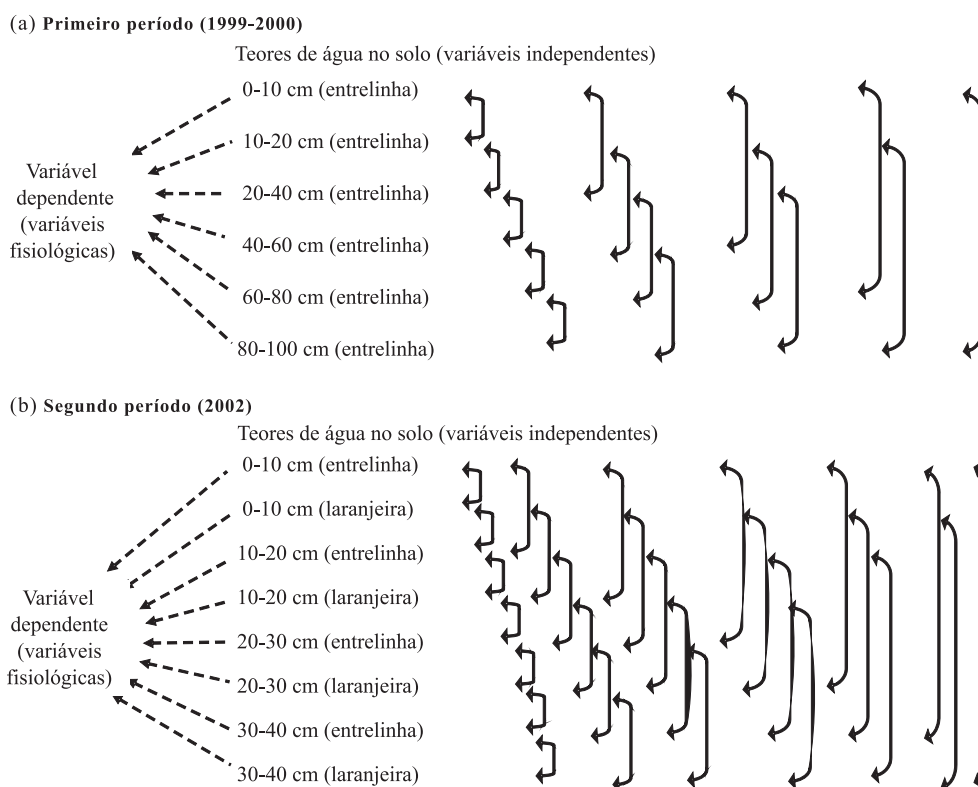 (a) Primeiro período (1999-2000)
Teores de água no solo (variáveis independentes)
0-10 cm (entrelinha)
10-20 cm (entrelinha)
20-40 cm (entrelinha)
40-60 cm (entrelinha)
60-80 cm (entrelinha)
80-100 cm (entrelinha)
Variável
dependente
(variáveis
fisiológicas)
(b) Segundo período (2002)
Teores de água no solo (variáveis independentes)
0-10 cm (entrelinha)
0-10 cm (laranjeira)
10-20 cm (entrelinha)
10-20 cm (laranjeira)
20-30 cm (entrelinha)
20-30 cm (laranjeira)
30-40 cm (entrelinha)
30-40 cm (laranjeira)
Variável
dependente
(variáveis
fisiológicas)